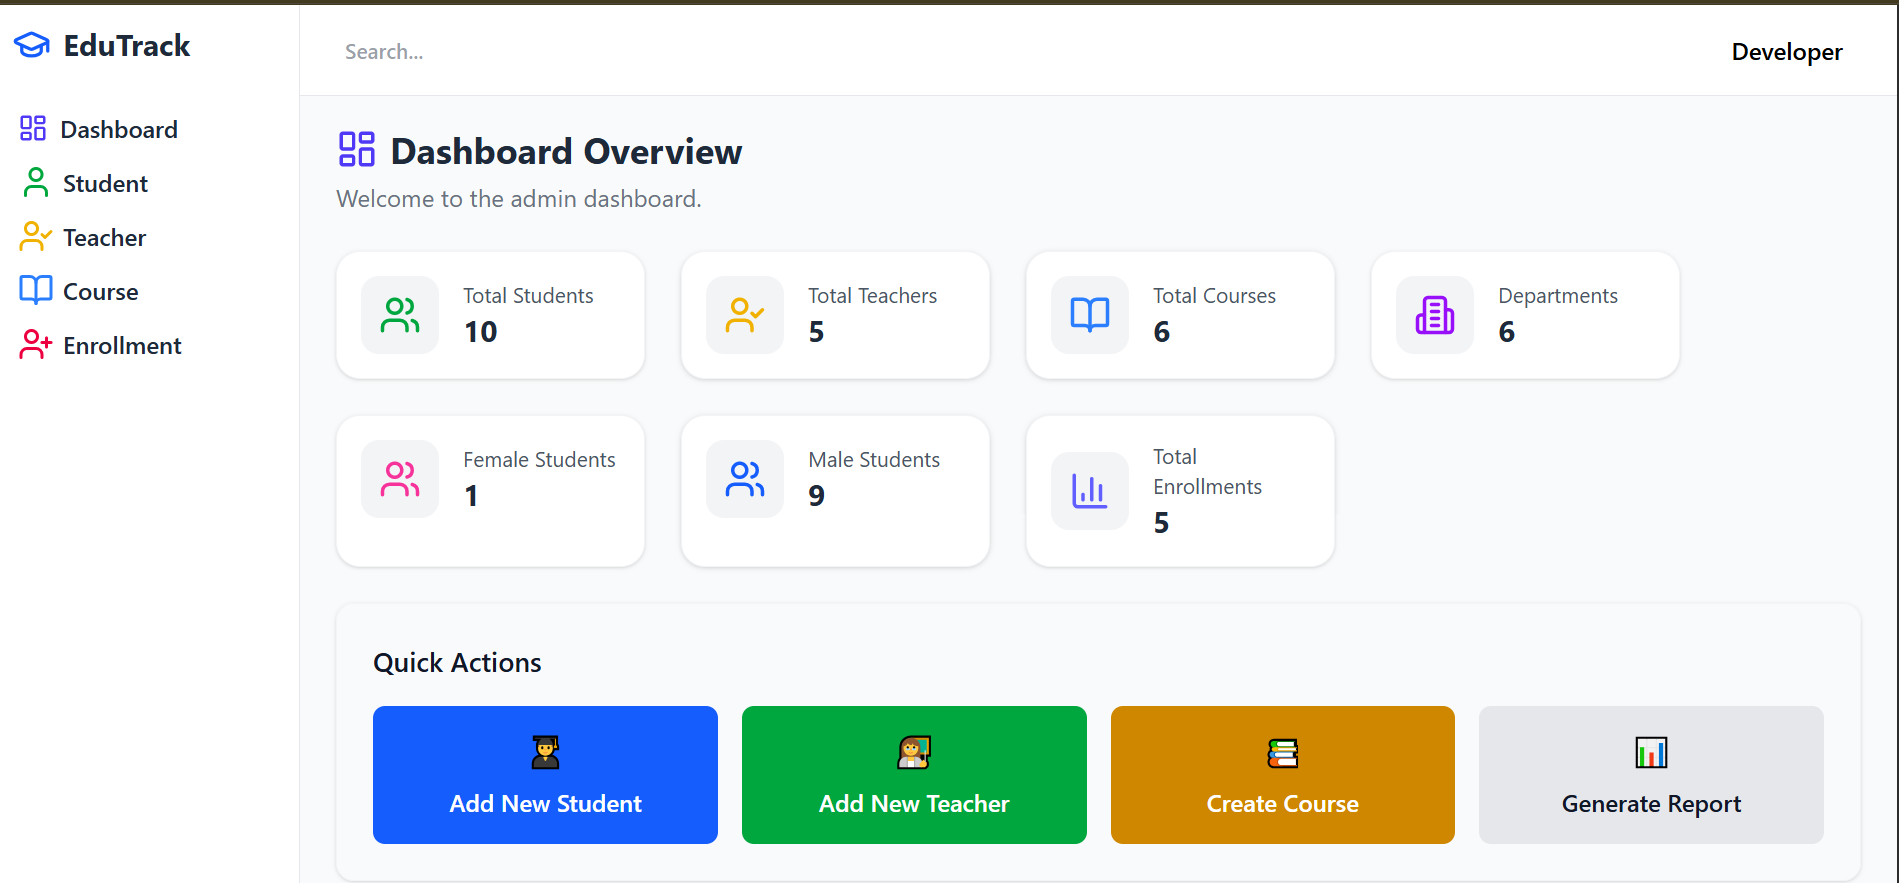 EduTrack
Dashboard
Student
Teacher
Course
Enrollment
Search...
Developer
Dashboard Overview
Welcome to the admin dashboard.
Total Students
10
Total Teachers
5
Total Courses
6
Departments
6
Female Students
1
Male Students
9
Total
Enrollments
5
Quick Actions
Add New Student
Add New Teacher
Create Course
Generate Report